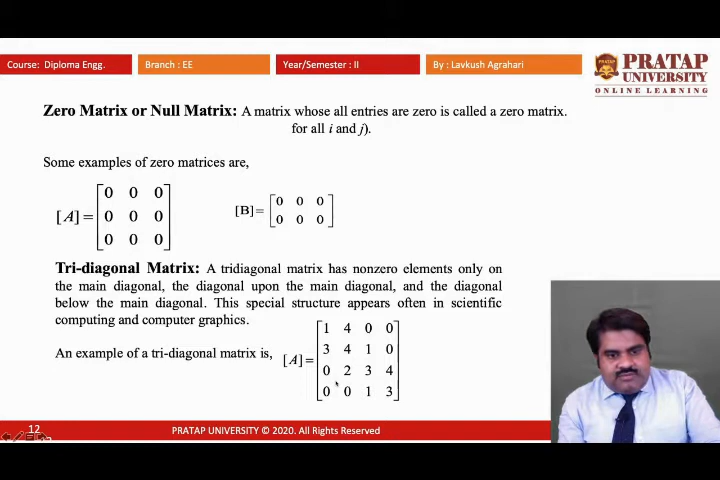 Course: Diploma Engg.
Branch : EE
Year/Semester : II
By : Lavkush Agrahari
PRATAP
PRATAP
UNIVERSITY
ONLINE LEARNING
Zero Matrix or Null Matrix: A matrix whose all entries are zero is called a zero matrix.
for all i and j).
Some examples of zero matrices are,
[A]=
0 0 0
0 0 0
0 0 0
[B]=
0 0 0
0 0 0
Tri-diagonal Matrix: A tridiagonal matrix has nonzero elements only on
the main diagonal, the diagonal upon the main diagonal, and the diagonal
below the main diagonal. This special structure appears often in scientific
computing and computer graphics.
An example of a tri-diagonal matrix is,
[A]=
1 4 0 0
3 4 1 0
0 2 3 4
0 0 1 3
12
PRATAP UNIVERSITY © 2020. All Rights Reserved